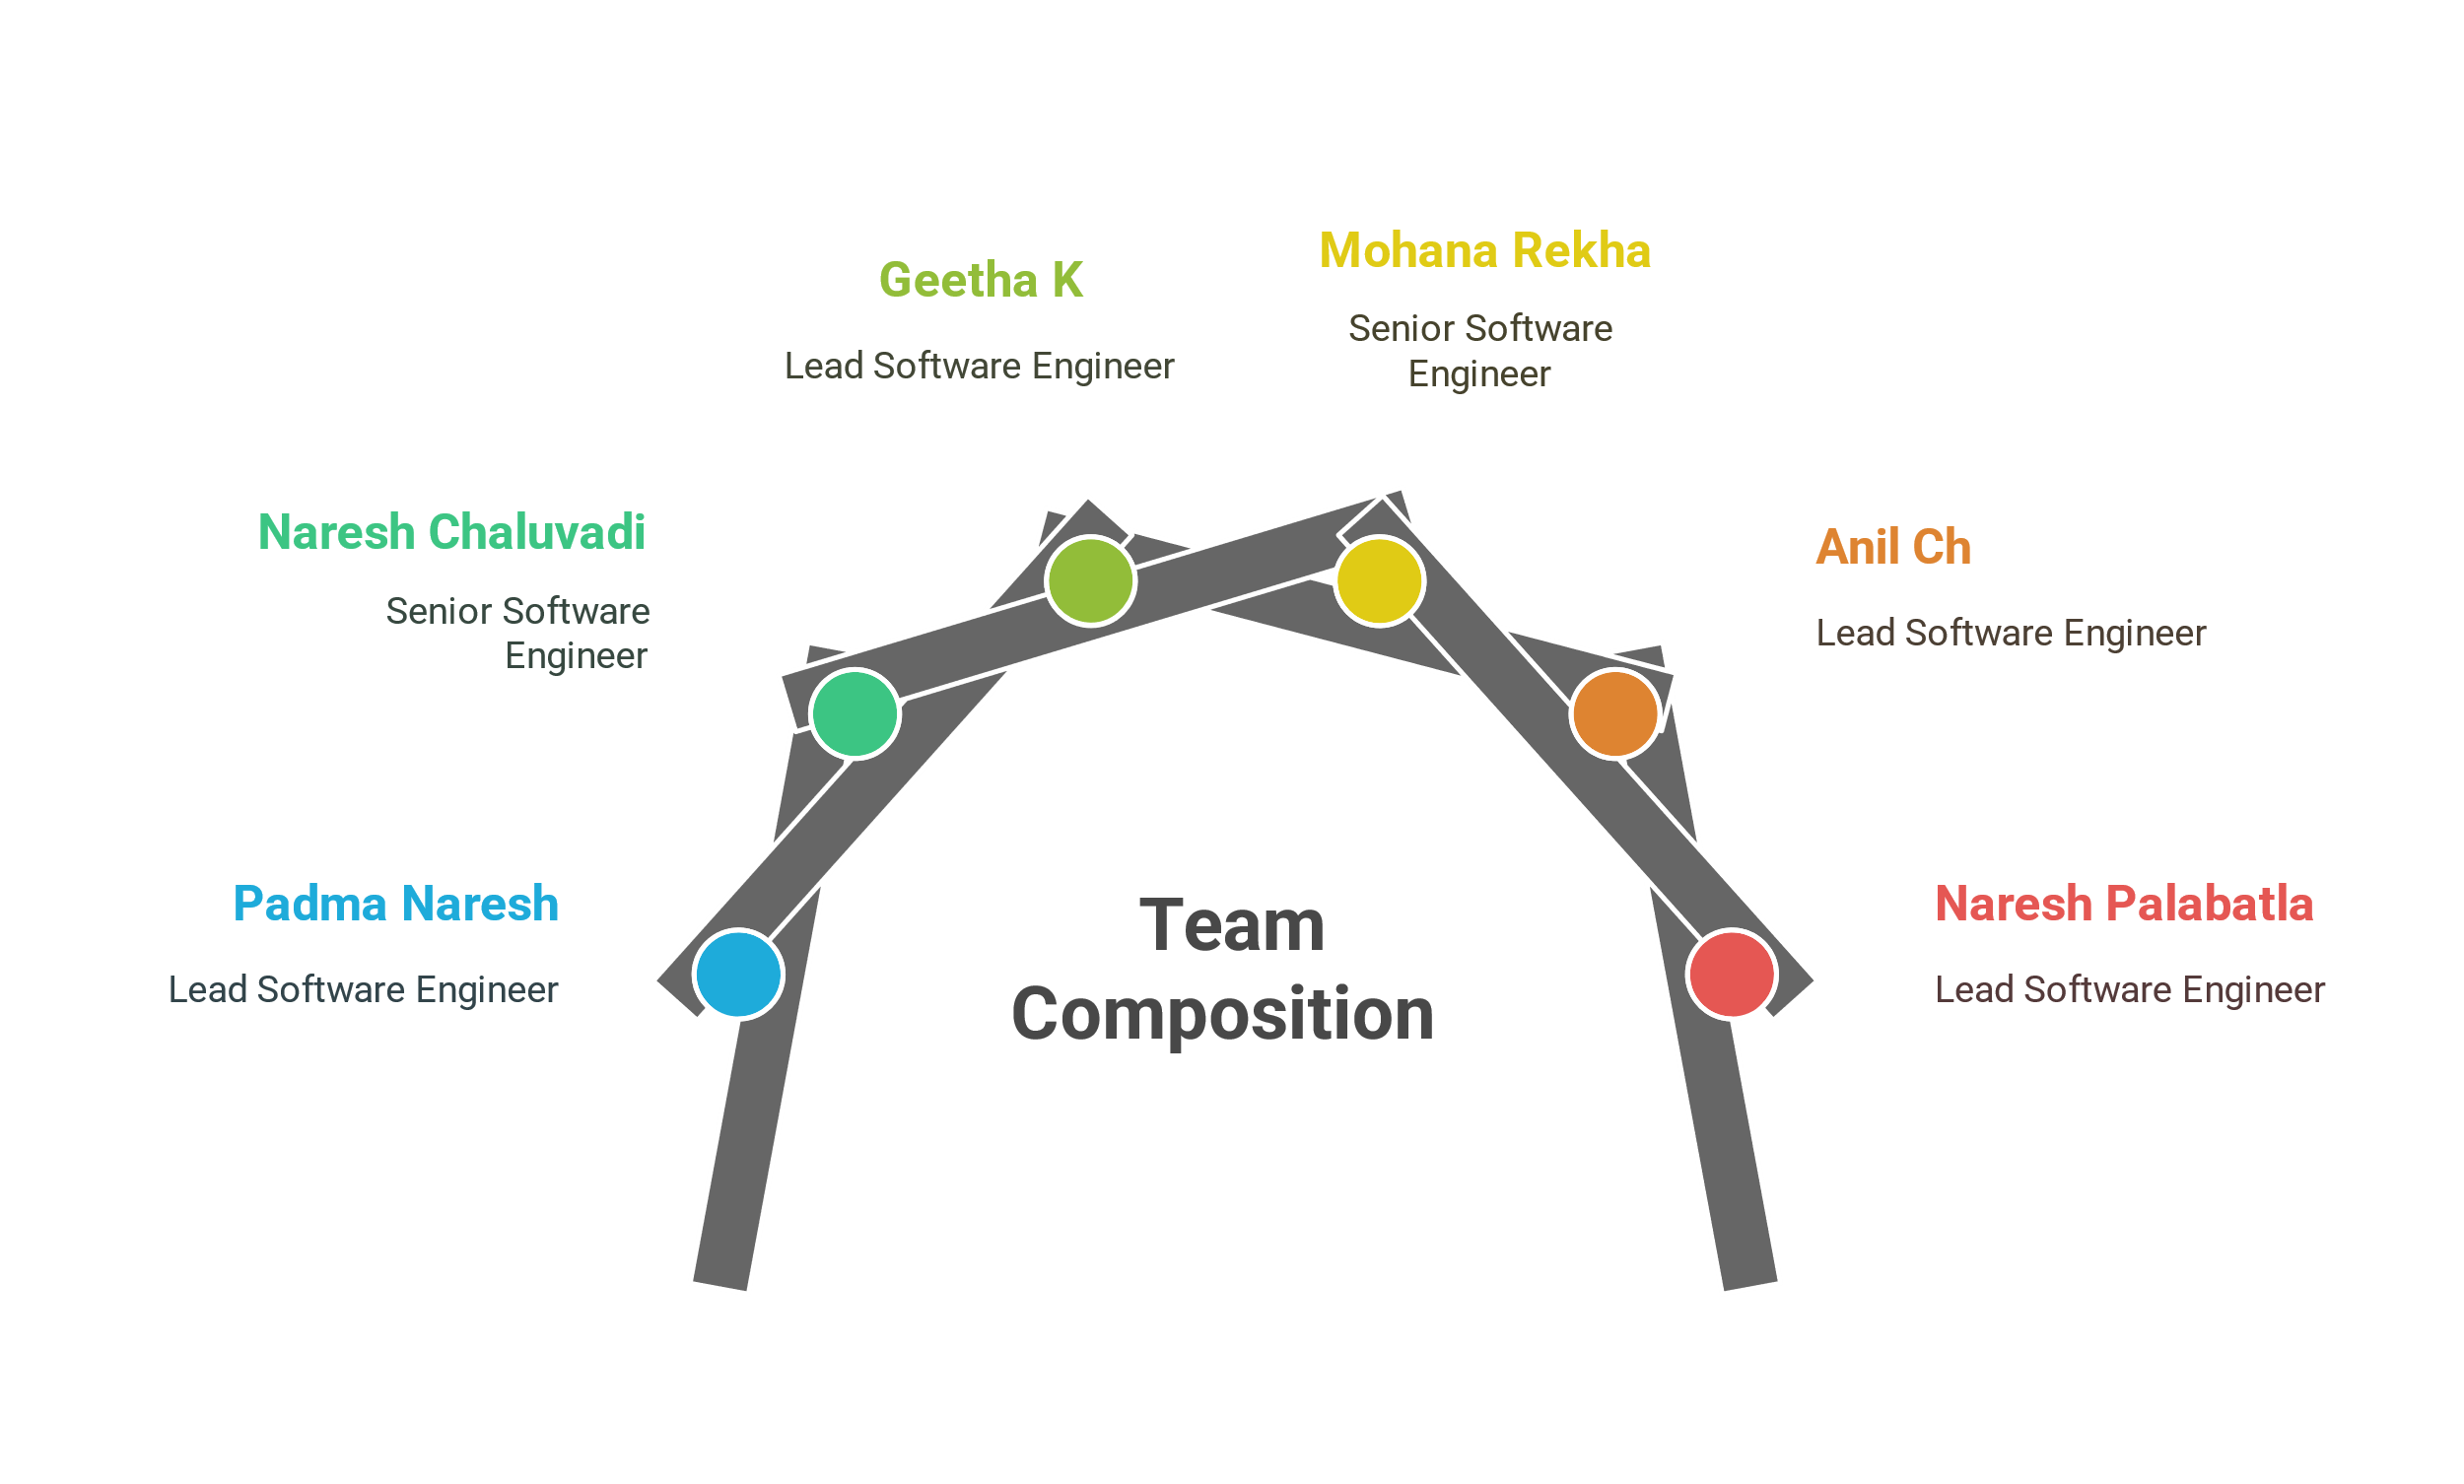 Mohana Rekha
Senior Software
Engineer
Geetha K
Lead Software Engineer
Naresh Chaluvadi
Senior Software
Engineer
Anil Ch
Lead Software Engineer
Padma Naresh
Lead Software Engineer
Naresh Palabatla
Lead Software Engineer
Team
Composition